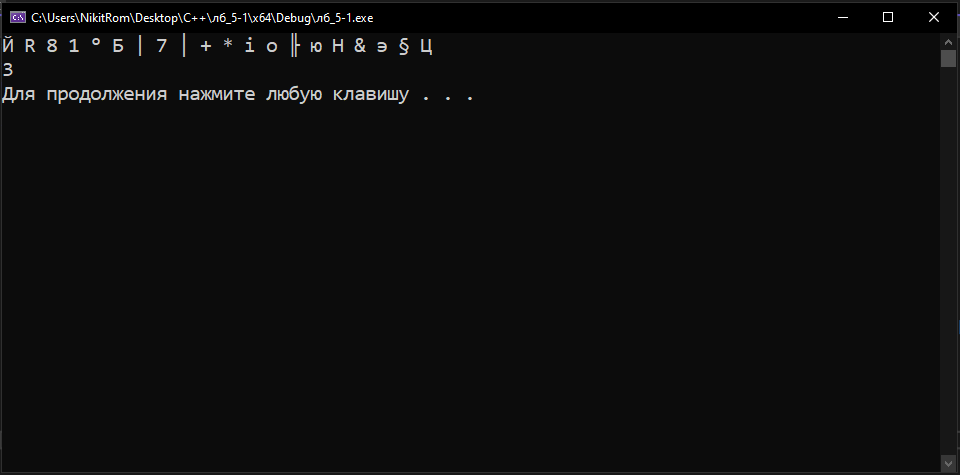 C:\Users\NikitRom\Desktop\C++\лб_5-1\x64\Debug\лб_5-1.exe
Й R 8 1 ° Б | 7 │ + * i о ╟ ю Н & э § Ц
3
Для продолжения нажмите любую клавишу . . .